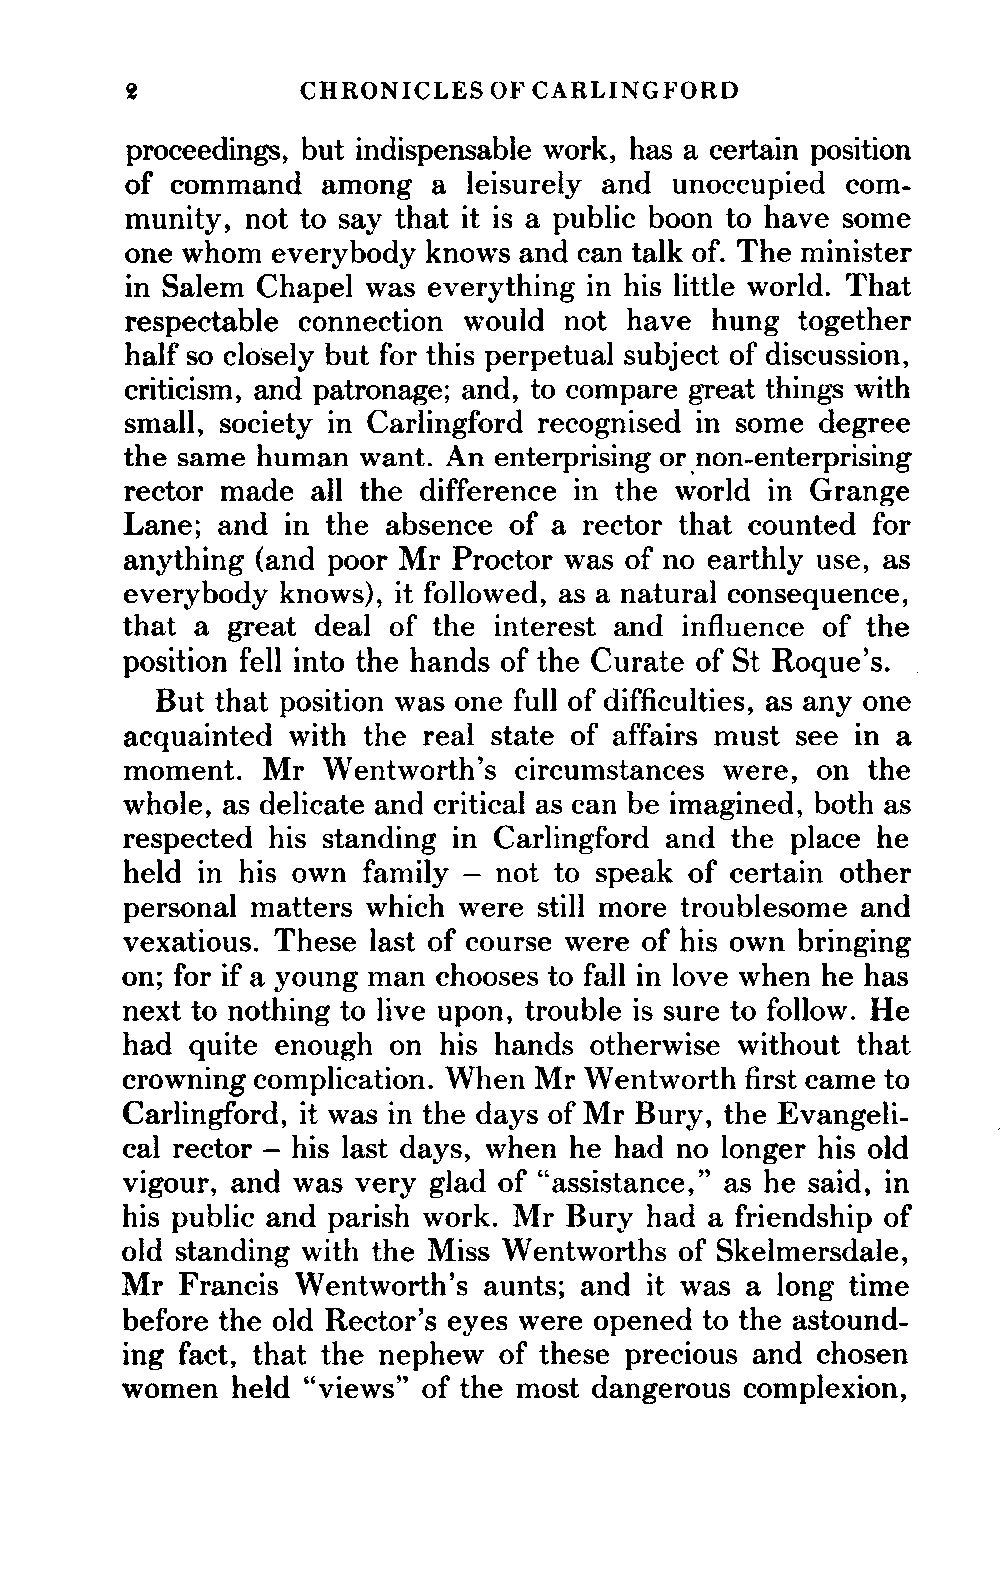 2 CHRONICLES OF CARLINGFORD
proceedings, but indispensable work, has a certain position
of command among a leisurely and unoccupied com-
munity, not to say that it is a public boon to have some
one whom everybody knows and can talk of. The minister
in Salem Chapel was everything in his little world. That
respectable connection would not have hung together
half so closely but for this perpetual subject of discussion,
criticism, and patronage; and, to compare great things with
small, society in Carlingford recognised in some degree
the same human want. An enterprising or non-enterprising
rector made all the difference in the world in Grange
Lane; and in the absence of a rector that counted for
anything (and poor Mr Proctor was of no earthly use, as
everybody knows), it followed, as a natural consequence,
that a great deal of the interest and influence of the
position fell into the hands of the Curate of St Roque's.
But that position was one full of difficulties, as any one
acquainted with the real state of affairs must see in a
moment. Mr Wentworth's circumstances were, on the
whole, as delicate and critical as can be imagined, both as
respected his standing in Carlingford and the place he
held in his own family – not to speak of certain other
personal matters which were still more troublesome and
vexatious. These last of course were of his own bringing
on; for if a young man chooses to fall in love when he has
next to nothing to live upon, trouble is sure to follow. He
had quite enough on his hands otherwise without that
crowning complication. When Mr Wentworth first came to
Carlingford, it was in the days of Mr Bury, the Evangeli-
cal rector – his last days, when he had no longer his old
vigour, and was very glad of “assistance,” as he said, in
his public and parish work. Mr Bury had a friendship of
old standing with the Miss Wentworths of Skelmersdale,
Mr Francis Wentworth's aunts; and it was a long time
before the old Rector's eyes were opened to the astound-
ing fact, that the nephew of these precious and chosen
women held “views” of the most dangerous complexion,